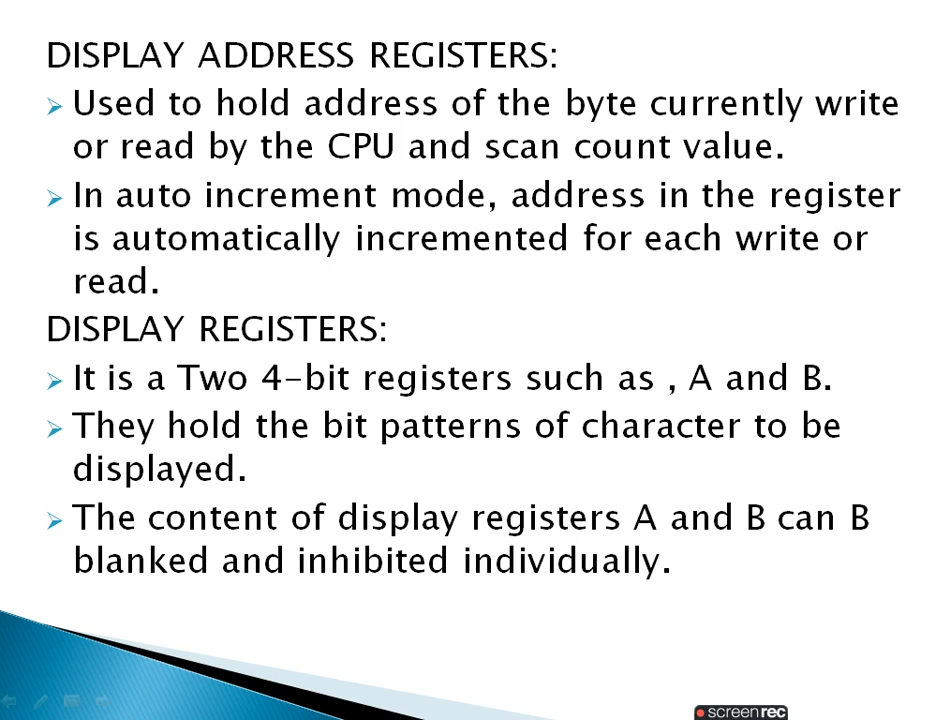 DISPLAY ADDRESS REGISTERS:
➢ Used to hold address of the byte currently write
or read by the CPU and scan count value.
➢ In auto increment mode, address in the register
is automatically incremented for each write or
read.
DISPLAY REGISTERS:
➢ It is a Two 4-bit registers such as , A and B.
➢ They hold the bit patterns of character to be
displayed.
➢ The content of display registers A and B can B
blanked and inhibited individually.
screenrec